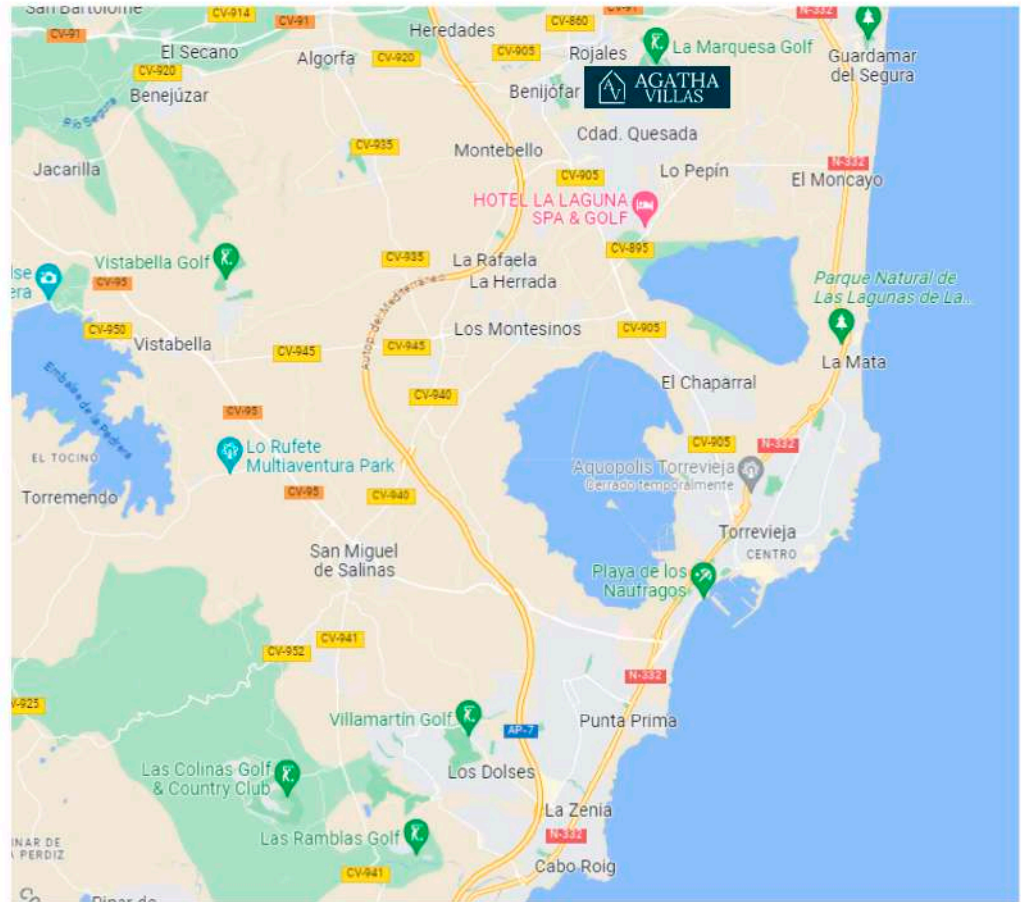 San Bartolomé
CV-914
CV-91
CV-91
El Secano
CV-920
Benejúzar
Río Segura
Jacarilla
Algorfa
Heredades
CV-860
CV-91
N-332
CV-905
CV-920
Rojales
La Marquesa Golf
Guardamar
del Segura
Benijófar
AV
AGATHA
VILLAS
Cdad. Quesada
CV-935
Montebello
CV-905
Lo Pepín
N-332
El Moncayo
HOTEL LA LAGUNA
SPA & GOLF
CV-895
Vistabella Golf
CV-935
La Rafaela
La Herrada
Parque Natural de
Las Lagunas de La...
CV-95
CV-950
Vistabella
Autop. del Mediterráneo
Los Montesinos
CV-905
CV-945
CV-945
La Mata
El Chaparral
CV-940
Embalse de la Pedrera
CV-95
EL TOCINO
Lo Rufete
Multiaventura Park
CV-905
N-332
Aquopolis Torrevieja
Cerrado temporalmente
Torremendo
CV-95
CV-940
Torrevieja
CENTRO
San Miguel
de Salinas
Playa de los
Naufragos
CV-941
CV-952
N-332
Villamartin Golf
Punta Prima
AP-7
Las Colinas Golf
& Country Club
Los Dolses
La Zenia
Las Ramblas Golf
N-332
Cabo Roig
CV-941